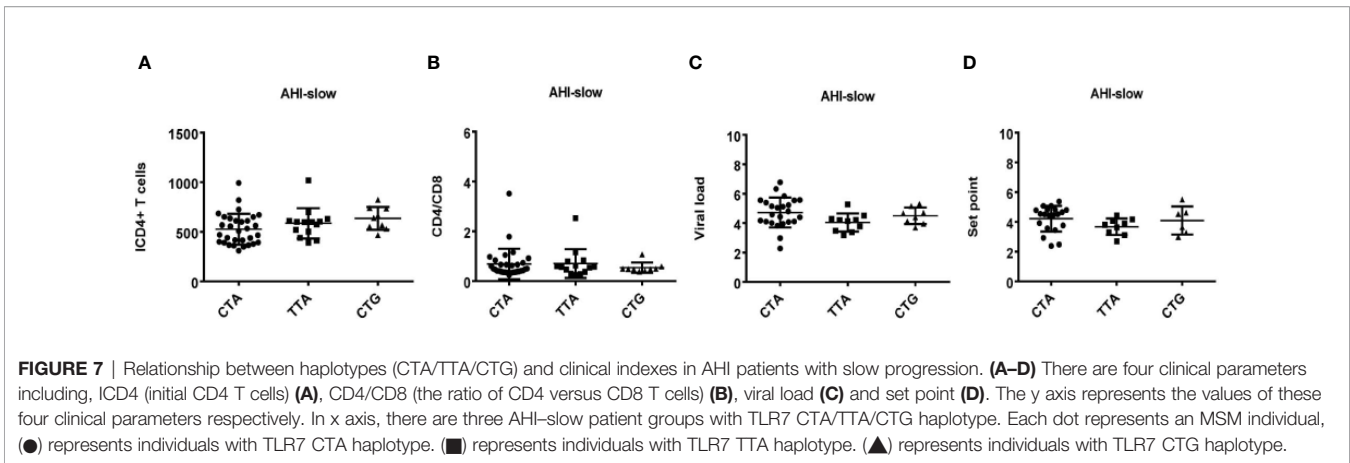 A
B
C
D
AHI-slow
AHI-slow
AHI-slow
AHI-slow
ICD4+ T cells
1500
1000
500
0
CTA
TTA
CTG
CD4/CD8
6
4
2
0
CTA
TTA
CTG
Viral load
10
8
6
4
2
0
CTA
TTA
CTG
Set point
10
8
6
4
2
0
CTA
TTA
CTG
FIGURE 7 | Relationship between haplotypes (CTA/TTA/CTG) and clinical indexes in AHI patients with slow progression. (A–D) There are four clinical parameters
including, ICD4 (initial CD4 T cells) (A), CD4/CD8 (the ratio of CD4 versus CD8 T cells) (B), viral load (C) and set point (D). The y axis represents the values of these
four clinical parameters respectively. In x axis, there are three AHI–slow patient groups with TLR7 CTA/TTA/CTG haplotype. Each dot represents an MSM individual,
(●) represents individuals with TLR7 CTA haplotype. (■) represents individuals with TLR7 TTA haplotype. (▲) represents individuals with TLR7 CTG haplotype.